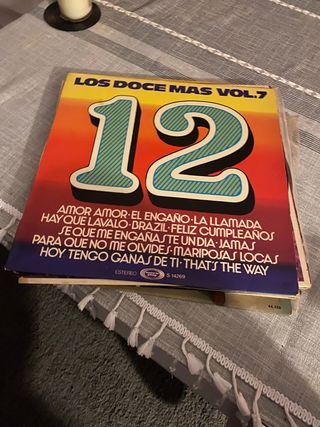 LOS DOCE MAS VOL.7
12
AMOR AMOR·EL ENGAÑO·LA LLAMADA
HAY QUE LAVALO·BRAZIL·FELIZ CUMPLEAÑOS
SE QUE ME ENGAÑASTE UN DIA·JAMAS
PARA QUE NO ME OLVIDES·MARIPOSAS LOCAS
HOY TENGO GANAS DE TI·THAT'S THE WAY
ESTEREO S 14269